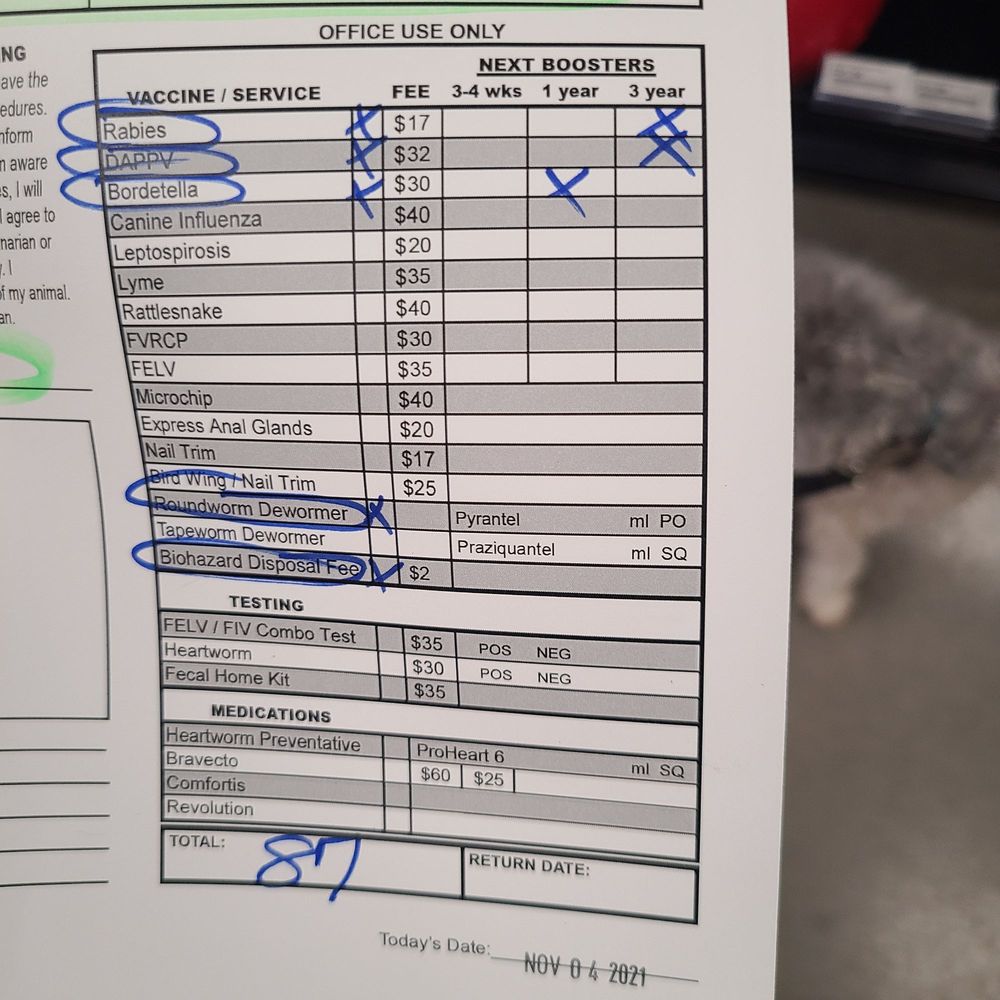 OFFICE USE ONLY
NG
ave the
edures.
nform
aware
s, I will
I agree to
narian or
. I
of my animal.
an.
NEXT BOOSTERS
VACCINE / SERVICE FEE 3-4 wks 1 year 3 year
Rabies X $17 X
DAPPV X $32 X
Bordetella X $30 X
Canine Influenza $40
Leptospirosis $20
Lyme $35
Rattlesnake $40
FVRCP $30
FELV $35
Microchip $40
Express Anal Glands $20
Nail Trim $17
Bird Wing / Nail Trim $25
Roundworm Dewormer X Pyrantel ml PO
Tapeworm Dewormer Praziquantel ml SQ
Biohazard Disposal Fee X $2
TESTING
FELV / FIV Combo Test $35 POS NEG
Heartworm $30 POS NEG
Fecal Home Kit $35
MEDICATIONS
Heartworm Preventative ProHeart 6 ml SQ
Bravecto $60 $25
Comfortis
Revolution
TOTAL: 87 RETURN DATE:
Today's Date: NOV 04 2021